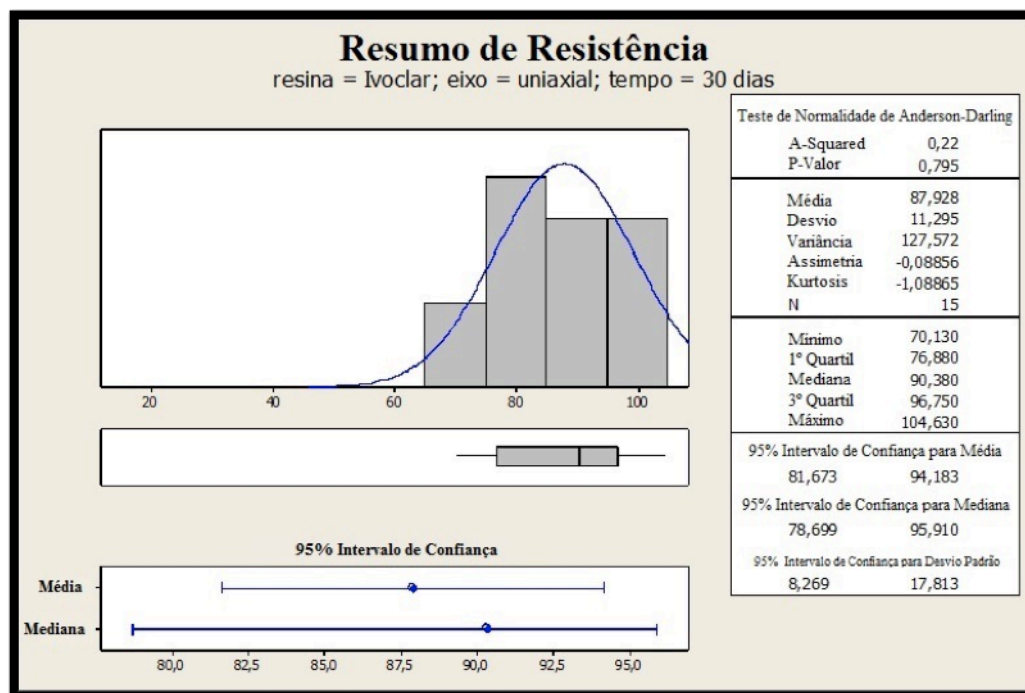 Resumo de Resistência
resina = Ivoclar; eixo = uniaxial; tempo = 30 dias
20 40 60 80 100
95% Intervalo de Confiança
Média
Mediana
80,0 82,5 85,0 87,5 90,0 92,5 95,0
Teste de Normalidade de Anderson-Darling
A-Squared 0,22
P-Valor 0,795
Média 87,928
Desvio 11,295
Variância 127,572
Assimetria -0,08856
Kurtosis -1,08865
N 15
Mínimo 70,130
1º Quartil 76,880
Mediana 90,380
3º Quartil 96,750
Máximo 104,630
95% Intervalo de Confiança para Média
81,673 94,183
95% Intervalo de Confiança para Mediana
78,699 95,910
95% Intervalo de Confiança para Desvio Padrão
8,269 17,813